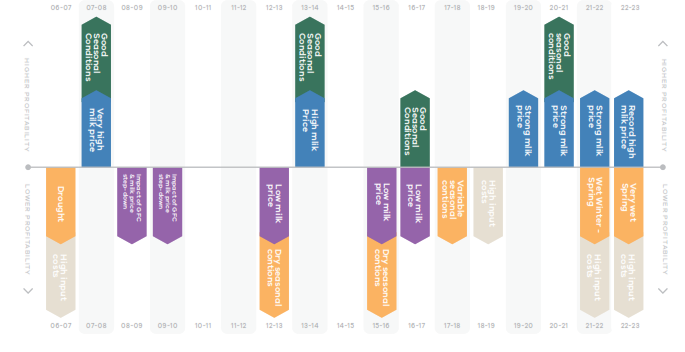 06-07 07-08 08-09 09-10 10-11 11-12 12-13 13-14 14-15 15-16 16-17 17-18 18-19 19-20 20-21 21-22 22-23
HIGHER PROFITABILITY
Good
Seasonal
Conditions
Very high
milk price
Good
Seasonal
Conditions
High milk
Price
Good
Seasonal
Conditions
Strong milk
price
Good
seasonal
conditions
Strong milk
price
Strong milk
price
Record high
milk price
HIGHER PROFITABILITY
LOWER PROFITABILITY
Drought
High input
costs
Impact of GFC
& milk price
step-down
Impact of GFC
& milk price
step-down
Low milk
price
Dry seasonal
contions
Low milk
price
Dry seasonal
contions
Low milk
price
Variable
seasonal
contions
High input
costs
Wet Winter -
Spring
High input
costs
Very wet
Spring
High input
costs
LOWER PROFITABILITY
06-07 07-08 08-09 09-10 10-11 11-12 12-13 13-14 14-15 15-16 16-17 17-18 18-19 19-20 20-21 21-22 22-23